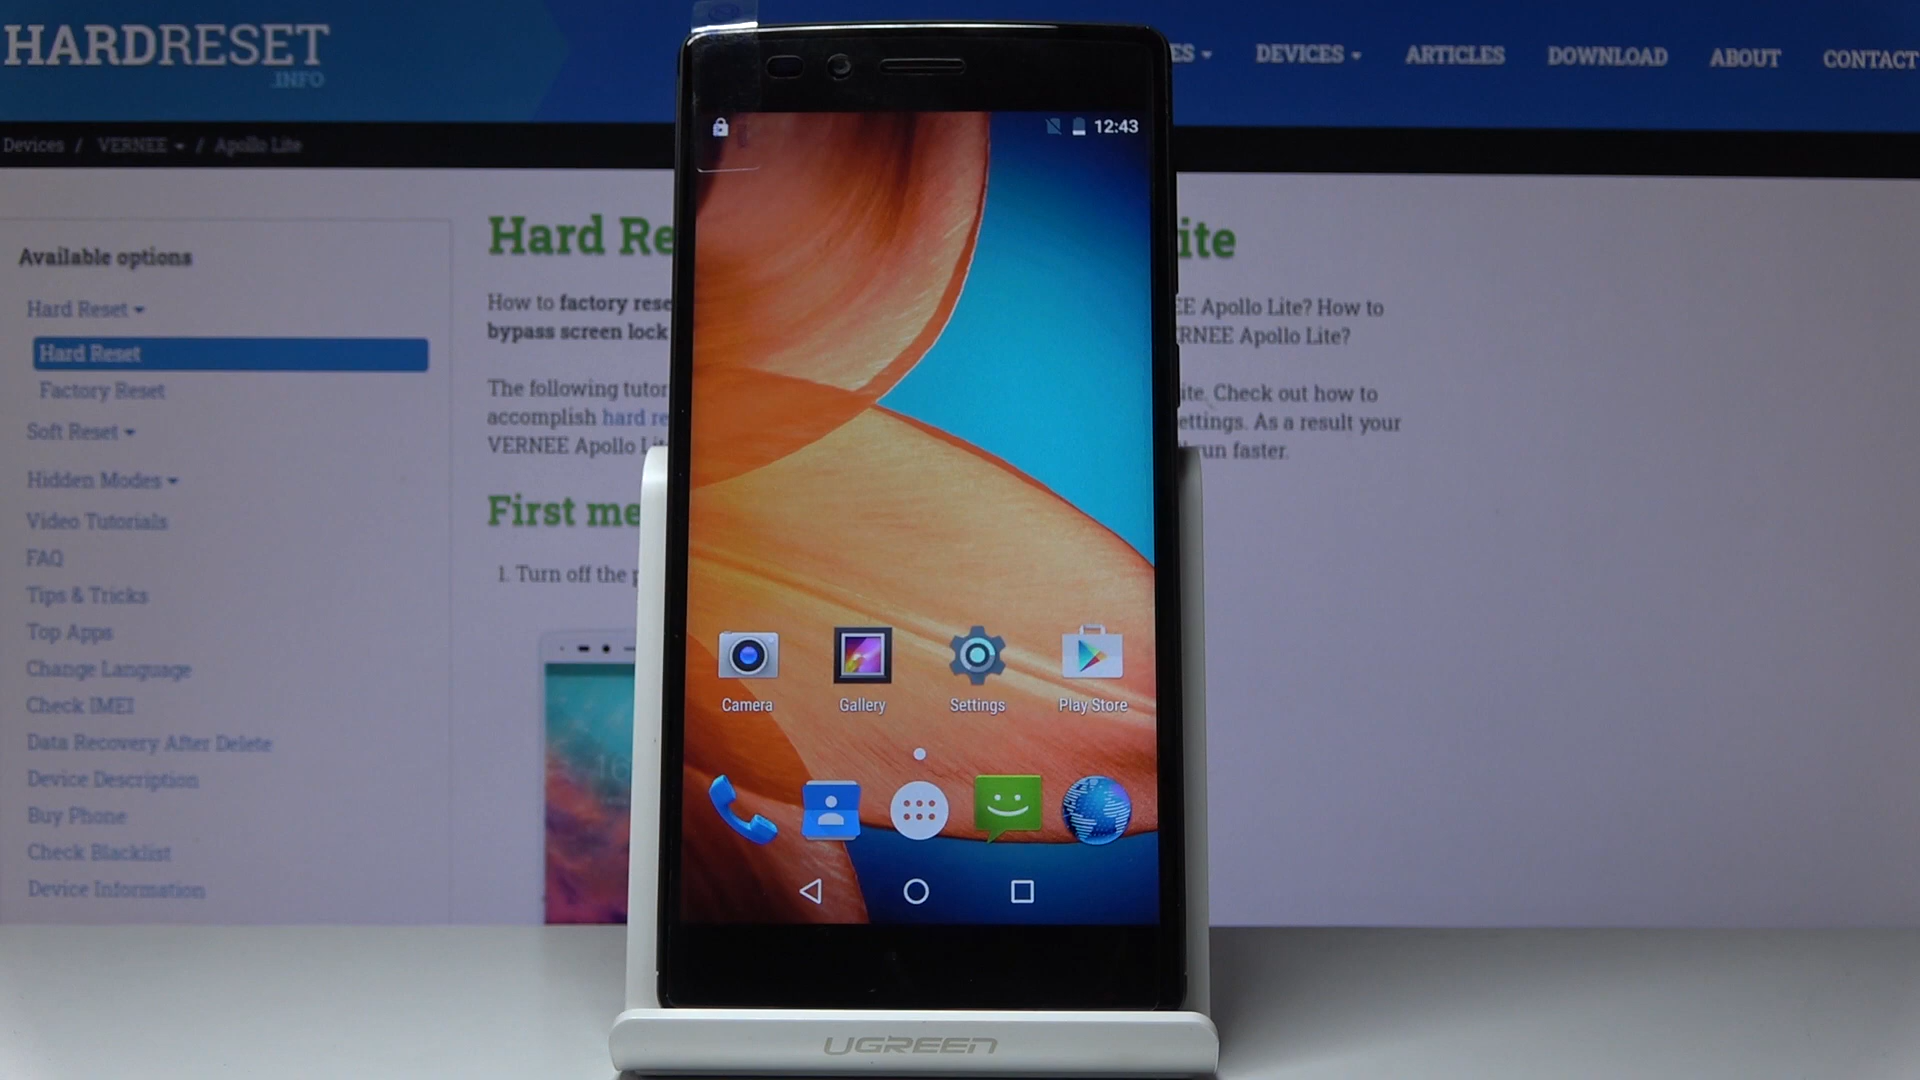 HARDRESET
.INFO
ES DEVICES ARTICLES DOWNLOAD ABOUT CONTACT
Devices / VERNEE / Apollo Lite
Available options
Hard Reset
Hard Reset
Factory Reset
Soft Reset
Hidden Modes
Video Tutorials
FAQ
Tips & Tricks
Top Apps
Change Language
Check IMEI
Data Recovery After Delete
Device Description
Buy Phone
Check Blacklist
Device Information
Hard Re ite
How to factory rese EE Apollo Lite? How to
bypass screen lock RNEE Apollo Lite?
The following tutor ite. Check out how to
accomplish hard re ettings. As a result your
VERNEE Apollo Li run faster.
First me
1. Turn off the p
12:43
Camera Gallery Settings Play Store
UGREEN